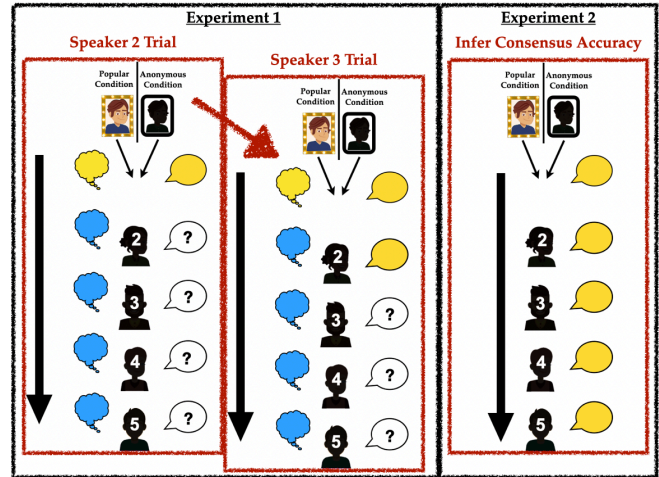 Experiment 1
Speaker 2 Trial
Popular Condition
Anonymous Condition
2 ?
3 ?
4 ?
5 ?
Speaker 3 Trial
Popular Condition
Anonymous Condition
2
3 ?
4 ?
5 ?
Experiment 2
Infer Consensus Accuracy
Popular Condition
Anonymous Condition
2
3
4
5